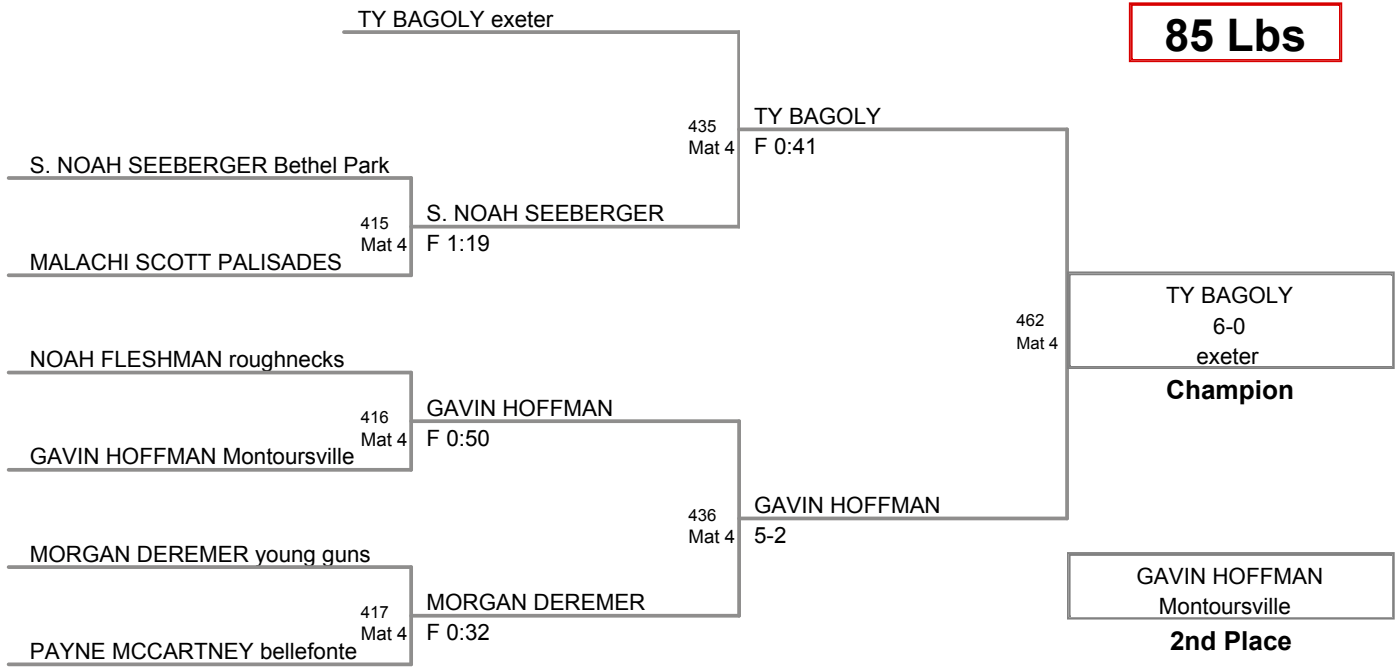 TY BAGOLY exeter
85 Lbs
435
Mat 4
TY BAGOLY
F 0:41
S. NOAH SEEBERGER Bethel Park
415
Mat 4
S. NOAH SEEBERGER
F 1:19
MALACHI SCOTT PALISADES
462
Mat 4
TY BAGOLY
6-0
exeter
Champion
NOAH FLESHMAN roughnecks
416
Mat 4
GAVIN HOFFMAN
F 0:50
GAVIN HOFFMAN Montoursville
436
Mat 4
GAVIN HOFFMAN
5-2
MORGAN DEREMER young guns
417
Mat 4
MORGAN DEREMER
F 0:32
PAYNE MCCARTNEY bellefonte
GAVIN HOFFMAN
Montoursville
2nd Place